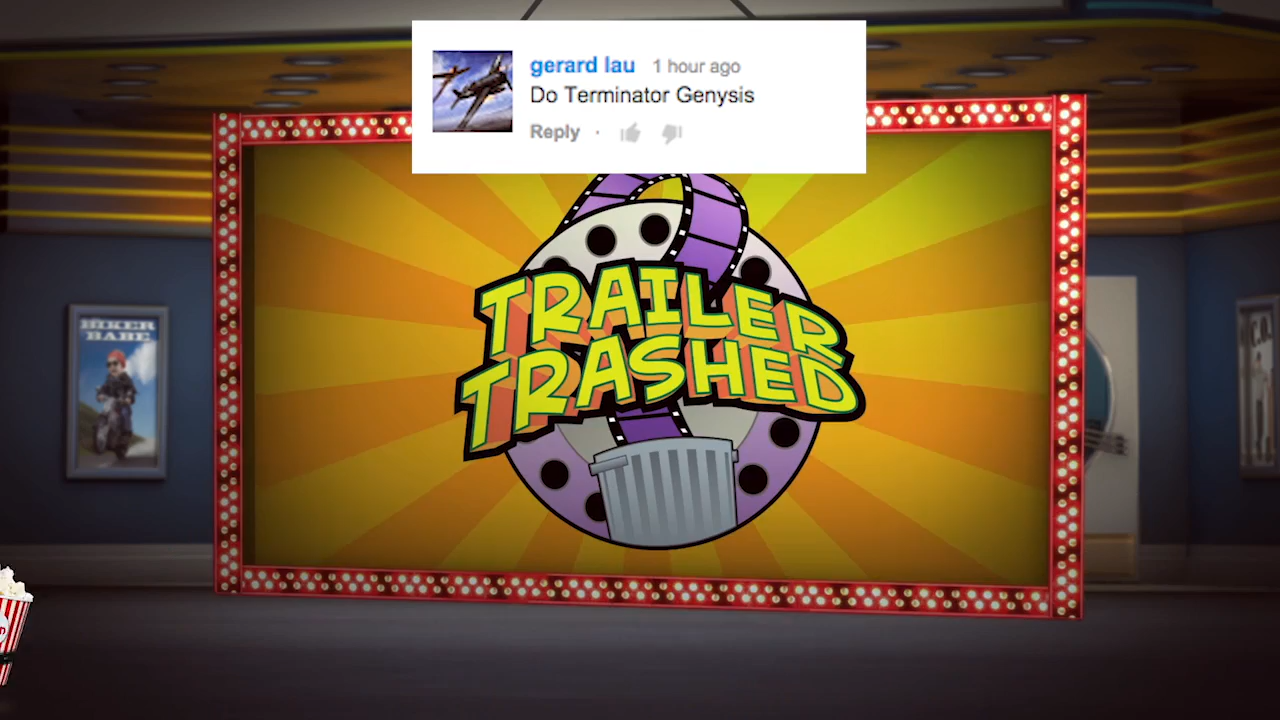 gerard lau 1 hour ago
Do Terminator Genysis
Reply ·
TRAILER
TRASHED
BIKER
BABE